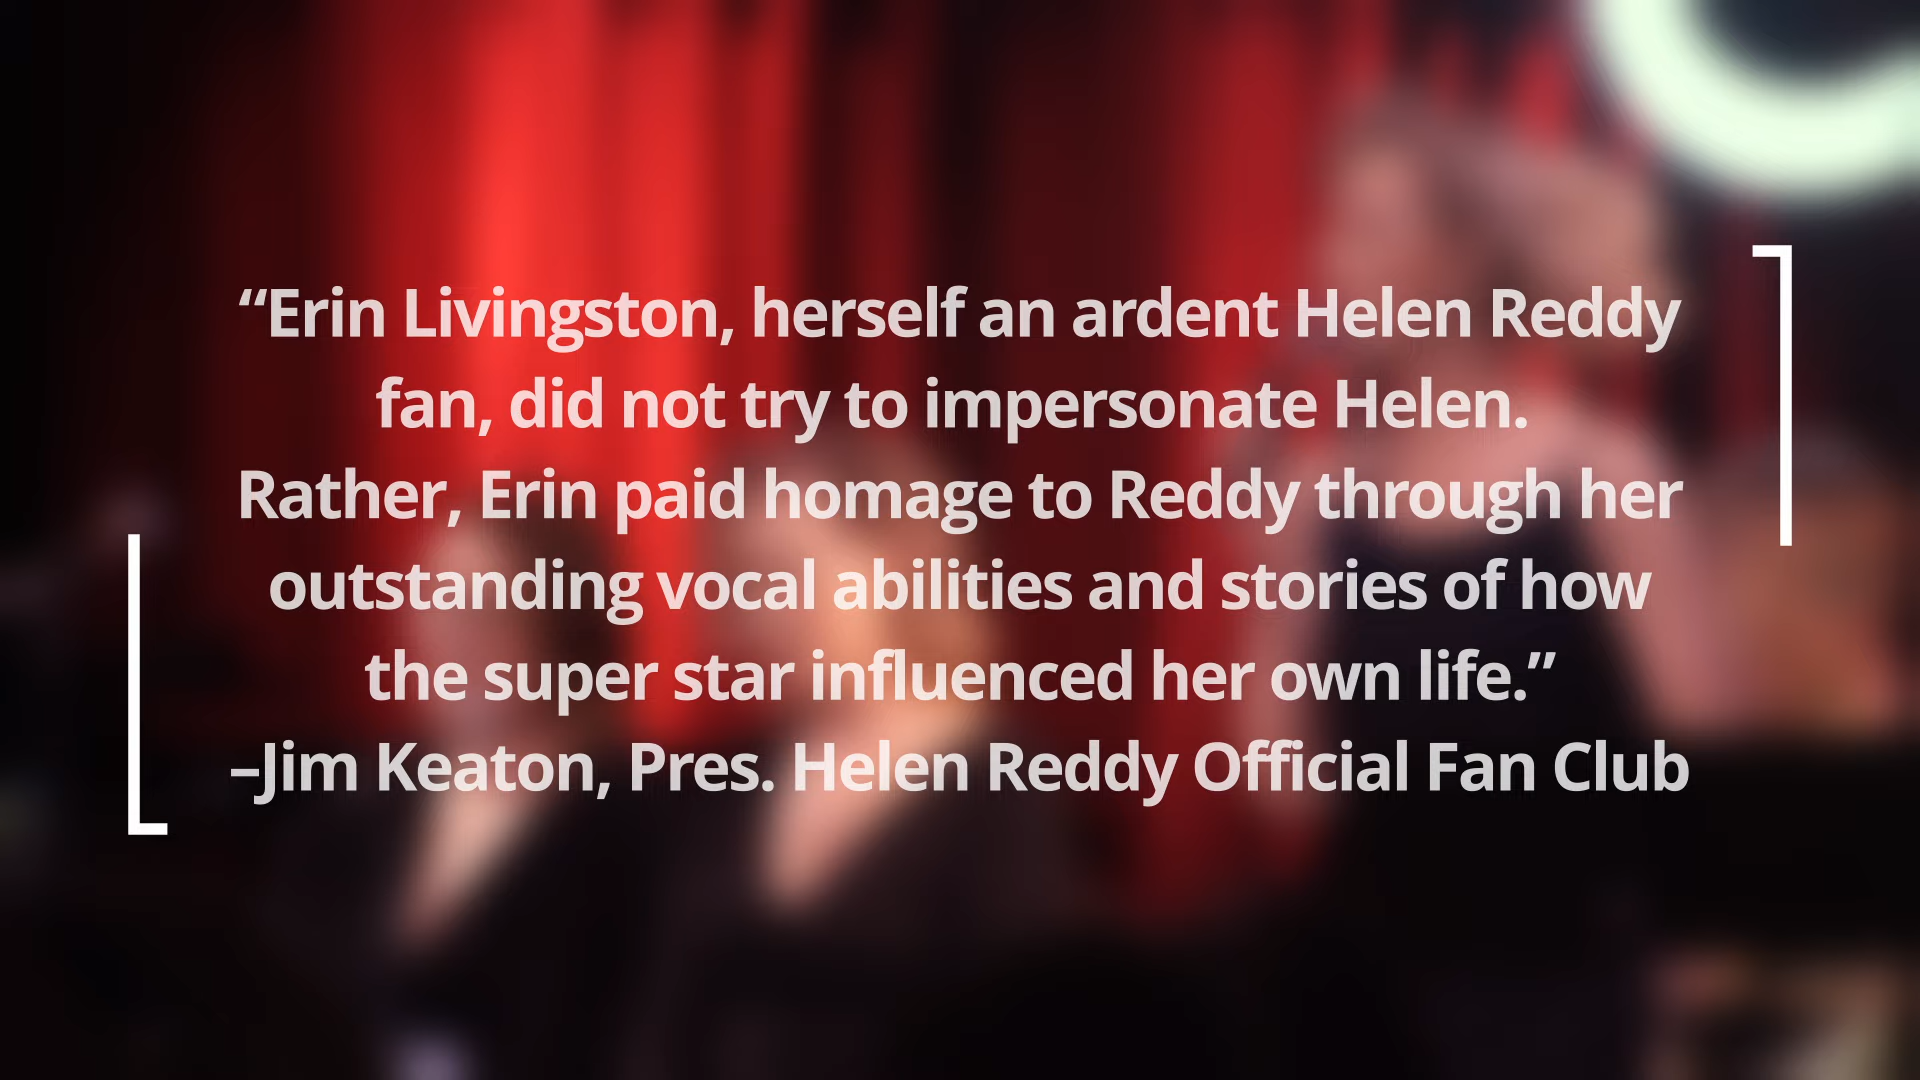 “Erin Livingston, herself an ardent Helen Reddy
fan, did not try to impersonate Helen.
Rather, Erin paid homage to Reddy through her
outstanding vocal abilities and stories of how
the super star influenced her own life.”
–Jim Keaton, Pres. Helen Reddy Official Fan Club